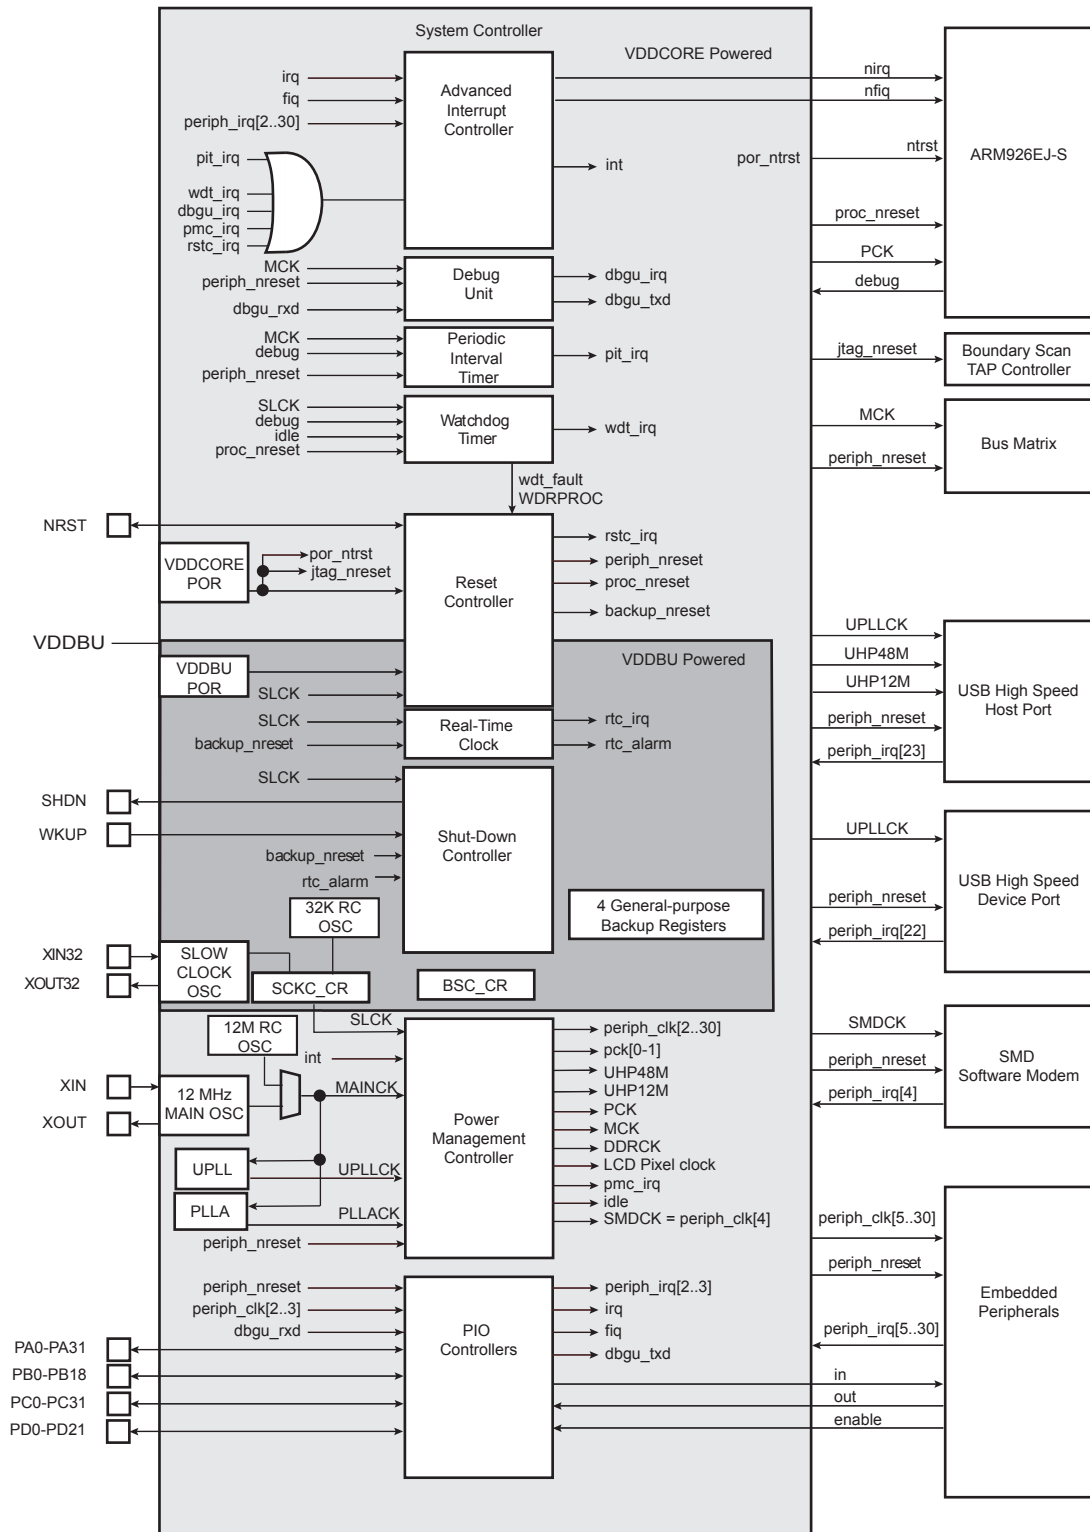 System Controller
VDDCORE Powered
irq
fiq
periph_irq[2..30]
pit_irq
wdt_irq
dbgu_irq
pmc_irq
rstc_irq
Advanced
Interrupt
Controller
int
por_ntrst
nirq
nfiq
ntrst
proc_nreset
PCK
debug
ARM926EJ-S
MCK
periph_nreset
dbgu_rxd
Debug
Unit
dbgu_irq
dbgu_txd
MCK
debug
periph_nreset
Periodic
Interval
Timer
pit_irq
jtag_nreset
Boundary Scan
TAP Controller
SLCK
debug
idle
proc_nreset
Watchdog
Timer
wdt_irq
MCK
periph_nreset
Bus Matrix
wdt_fault
WDRPROC
NRST
VDDCORE
POR
por_ntrst
jtag_nreset
Reset
Controller
rstc_irq
periph_nreset
proc_nreset
backup_nreset
VDDBU
VDDBU Powered
VDDBU
POR
SLCK
UPLLCK
UHP48M
UHP12M
periph_nreset
periph_irq[23]
USB High Speed
Host Port
SLCK
backup_nreset
Real-Time
Clock
rtc_irq
rtc_alarm
SLCK
SHDN
WKUP
backup_nreset
rtc_alarm
Shut-Down
Controller
4 General-purpose
Backup Registers
UPLLCK
periph_nreset
periph_irq[22]
USB High Speed
Device Port
32K RC
OSC
XIN32
XOUT32
SLOW
CLOCK
OSC
SCKC_CR
BSC_CR
SLCK
12M RC
OSC
int
XIN
XOUT
12 MHz
MAIN OSC
MAINCK
UPLL
UPLLCK
PLLA
PLLACK
periph_nreset
Power
Management
Controller
periph_clk[2..30]
pck[0-1]
UHP48M
UHP12M
PCK
MCK
DDRCK
LCD Pixel clock
pmc_irq
idle
SMDCK = periph_clk[4]
SMDCK
periph_nreset
periph_irq[4]
SMD
Software Modem
periph_nreset
periph_clk[2..3]
dbgu_rxd
PA0-PA31
PB0-PB18
PC0-PC31
PD0-PD21
PIO
Controllers
periph_irq[2..3]
irq
fiq
dbgu_txd
periph_clk[5..30]
periph_nreset
periph_irq[5..30]
in
out
enable
Embedded
Peripherals